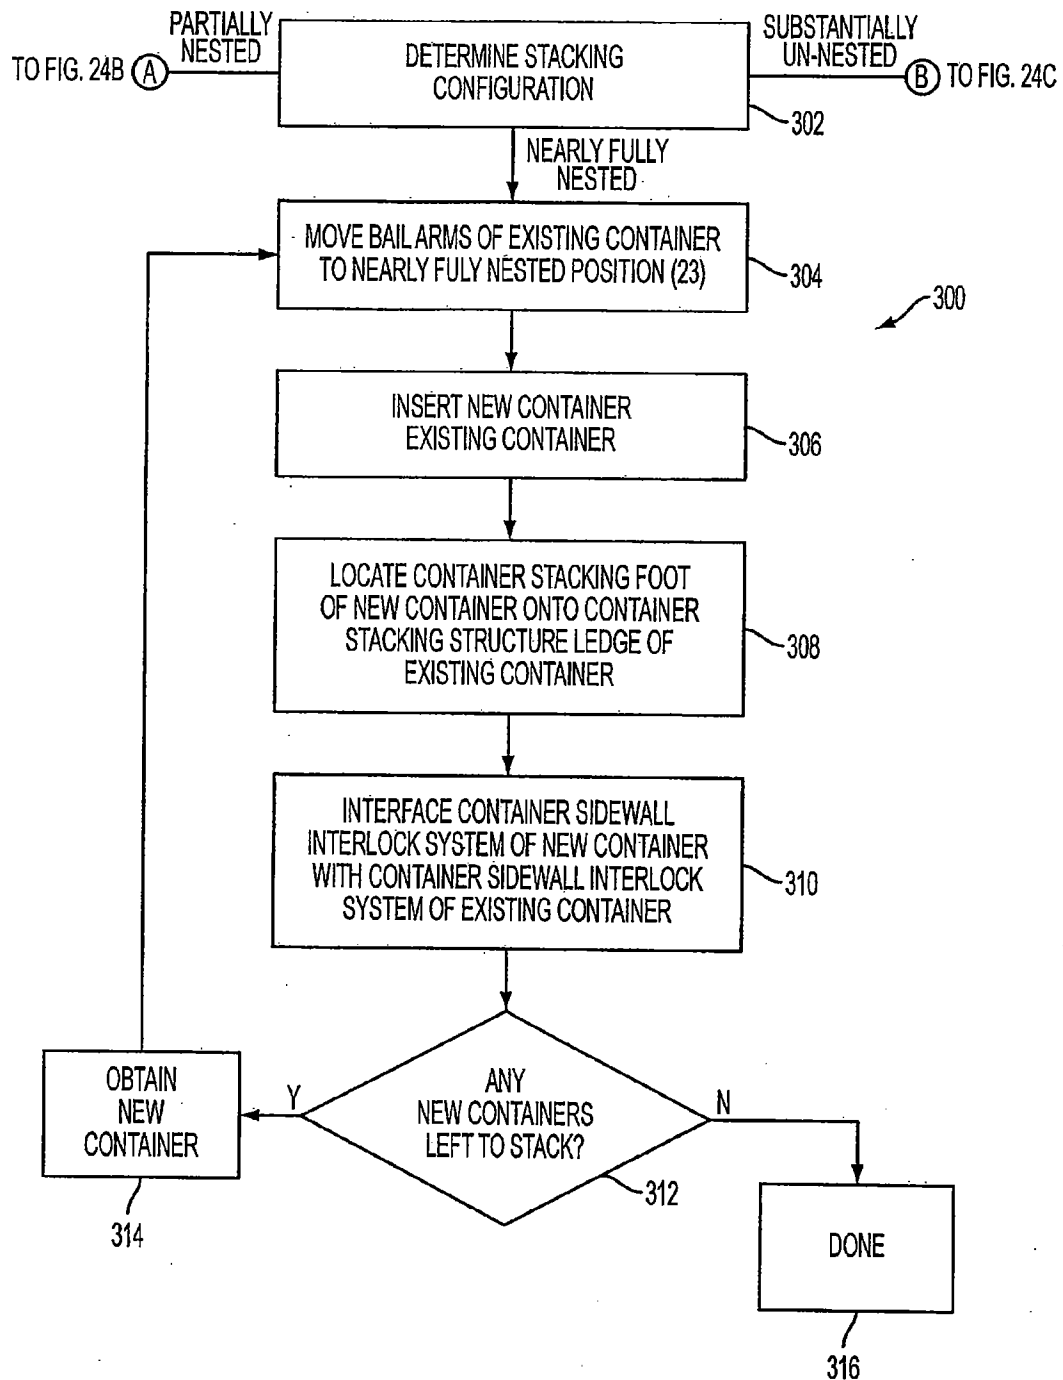 PARTIALLY
NESTED
TO FIG. 24B
A
DETERMINE STACKING
CONFIGURATION
SUBSTANTIALLY
UN-NESTED
B
TO FIG. 24C
302
NEARLY FULLY
NESTED
MOVE BAIL ARMS OF EXISTING CONTAINER
TO NEARLY FULY NESTED POSITION (23)
304
300
INSERT NEW CONTAINER
EXISTING CONTAINER
306
LOCATE CONTAINER STACKING FOOT
OF NEW CONTAINER ONTO CONTAINER
STACKING STRUCTURE LEDGE OF
EXISTING CONTAINER
308
INTERFACE CONTAINER SIDEWALL
INTERLOCK SYSTEM OF NEW CONTAINER
WITH CONTAINER SIDEWALL INTERLOCK
SYSTEM OF EXISTING CONTAINER
310
ANY
NEW CONTAINERS
LEFT TO STACK?
312
Y
N
OBTAIN
NEW
CONTAINER
314
DONE
316